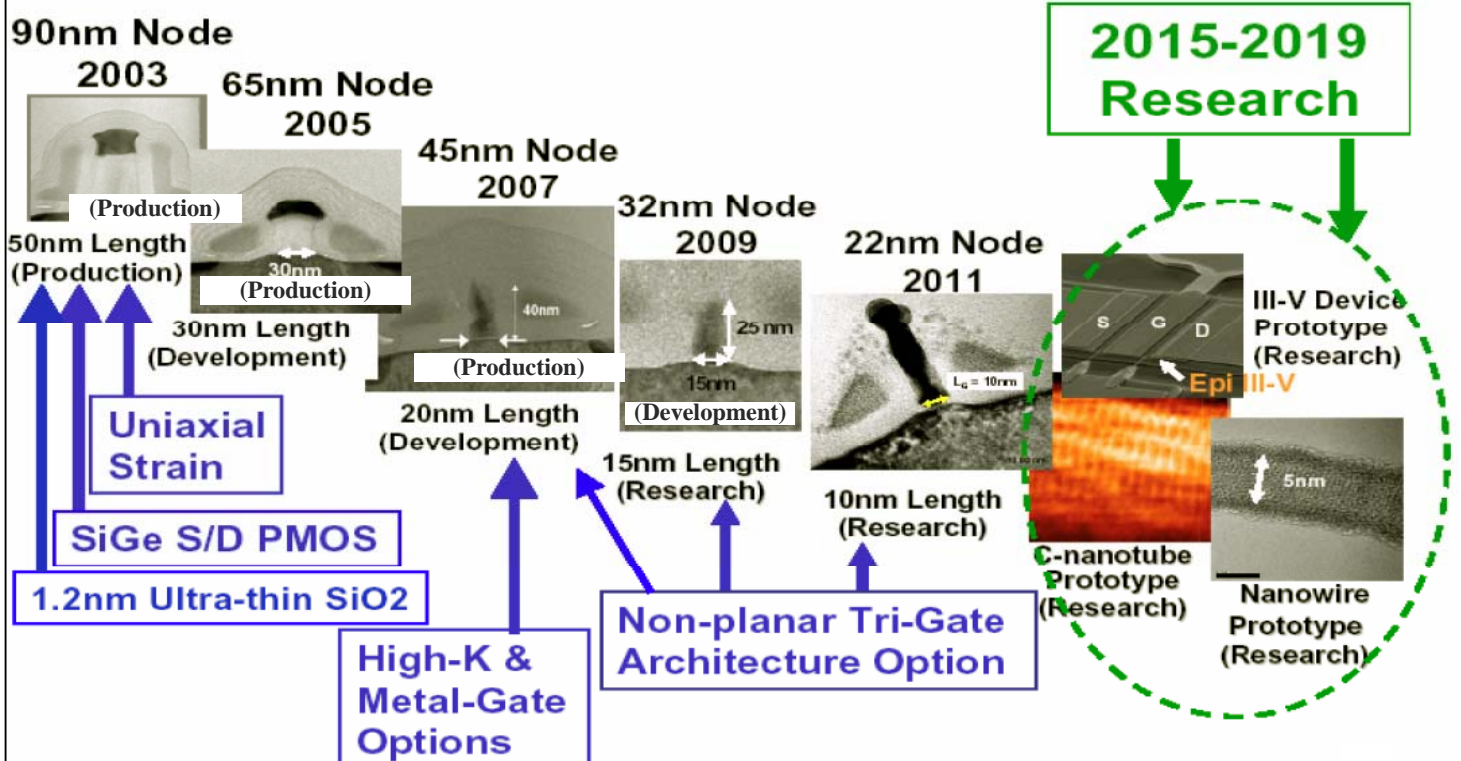 90nm Node
2003
(Production)
50nm Length
(Production)
65nm Node
2005
30nm
(Production)
30nm Length
(Development)
45nm Node
2007
40nm
(Production)
20nm Length
(Development)
32nm Node
2009
25 nm
15nm
(Development)
15nm Length
(Research)
22nm Node
2011
LG = 10nm
10nm Length
(Research)
2015-2019
Research
S G D
Epi III-V
III-V Device
Prototype
(Research)
C-nanotube
Prototype
(Research)
5nm
Nanowire
Prototype
(Research)
Uniaxial
Strain
SiGe S/D PMOS
1.2nm Ultra-thin SiO2
High-K &
Metal-Gate
Options
Non-planar Tri-Gate
Architecture Option